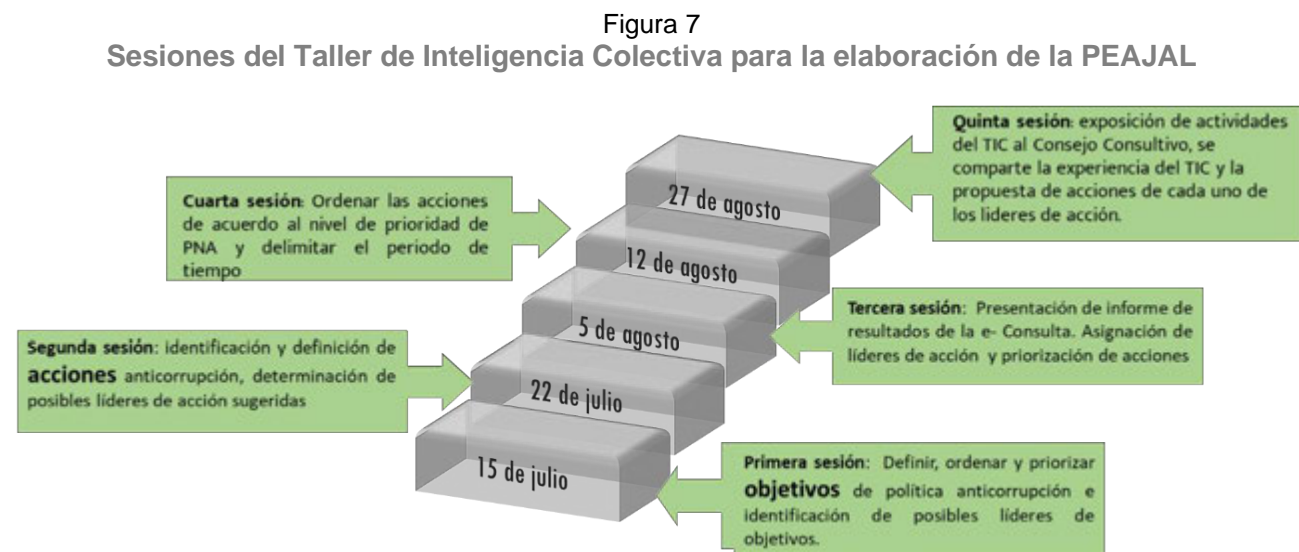 Figura 7
Sesiones del Taller de Inteligencia Colectiva para la elaboración de la PEAJAL
Quinta sesión: exposición de actividades
del TIC al Consejo Consultivo, se
comparte la experiencia del TIC y la
propuesta de acciones de cada uno de
los lideres de acción.
27 de agosto
Cuarta sesión: Ordenar las acciones
de acuerdo al nivel de prioridad de
PNA y delimitar el periodo de
tiempo
12 de agosto
Tercera sesión: Presentación de informe de
resultados de la e- Consulta. Asignación de
líderes de acción y priorización de acciones
5 de agosto
Segunda sesión: identificación y definición de
acciones anticorrupción, determinación de
posibles líderes de acción sugeridas
22 de julio
Primera sesión: Definir, ordenar y priorizar
objetivos de política anticorrupción e
identificación de posibles líderes de
objetivos.
15 de julio